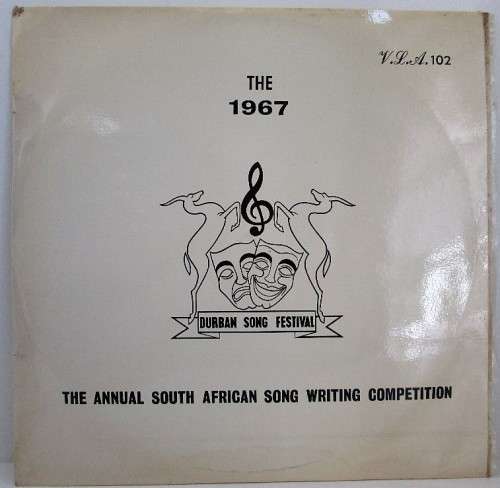 V.L.A. 102
THE
1967
DURBAN SONG FESTIVAL
THE ANNUAL SOUTH AFRICAN SONG WRITING COMPETITION